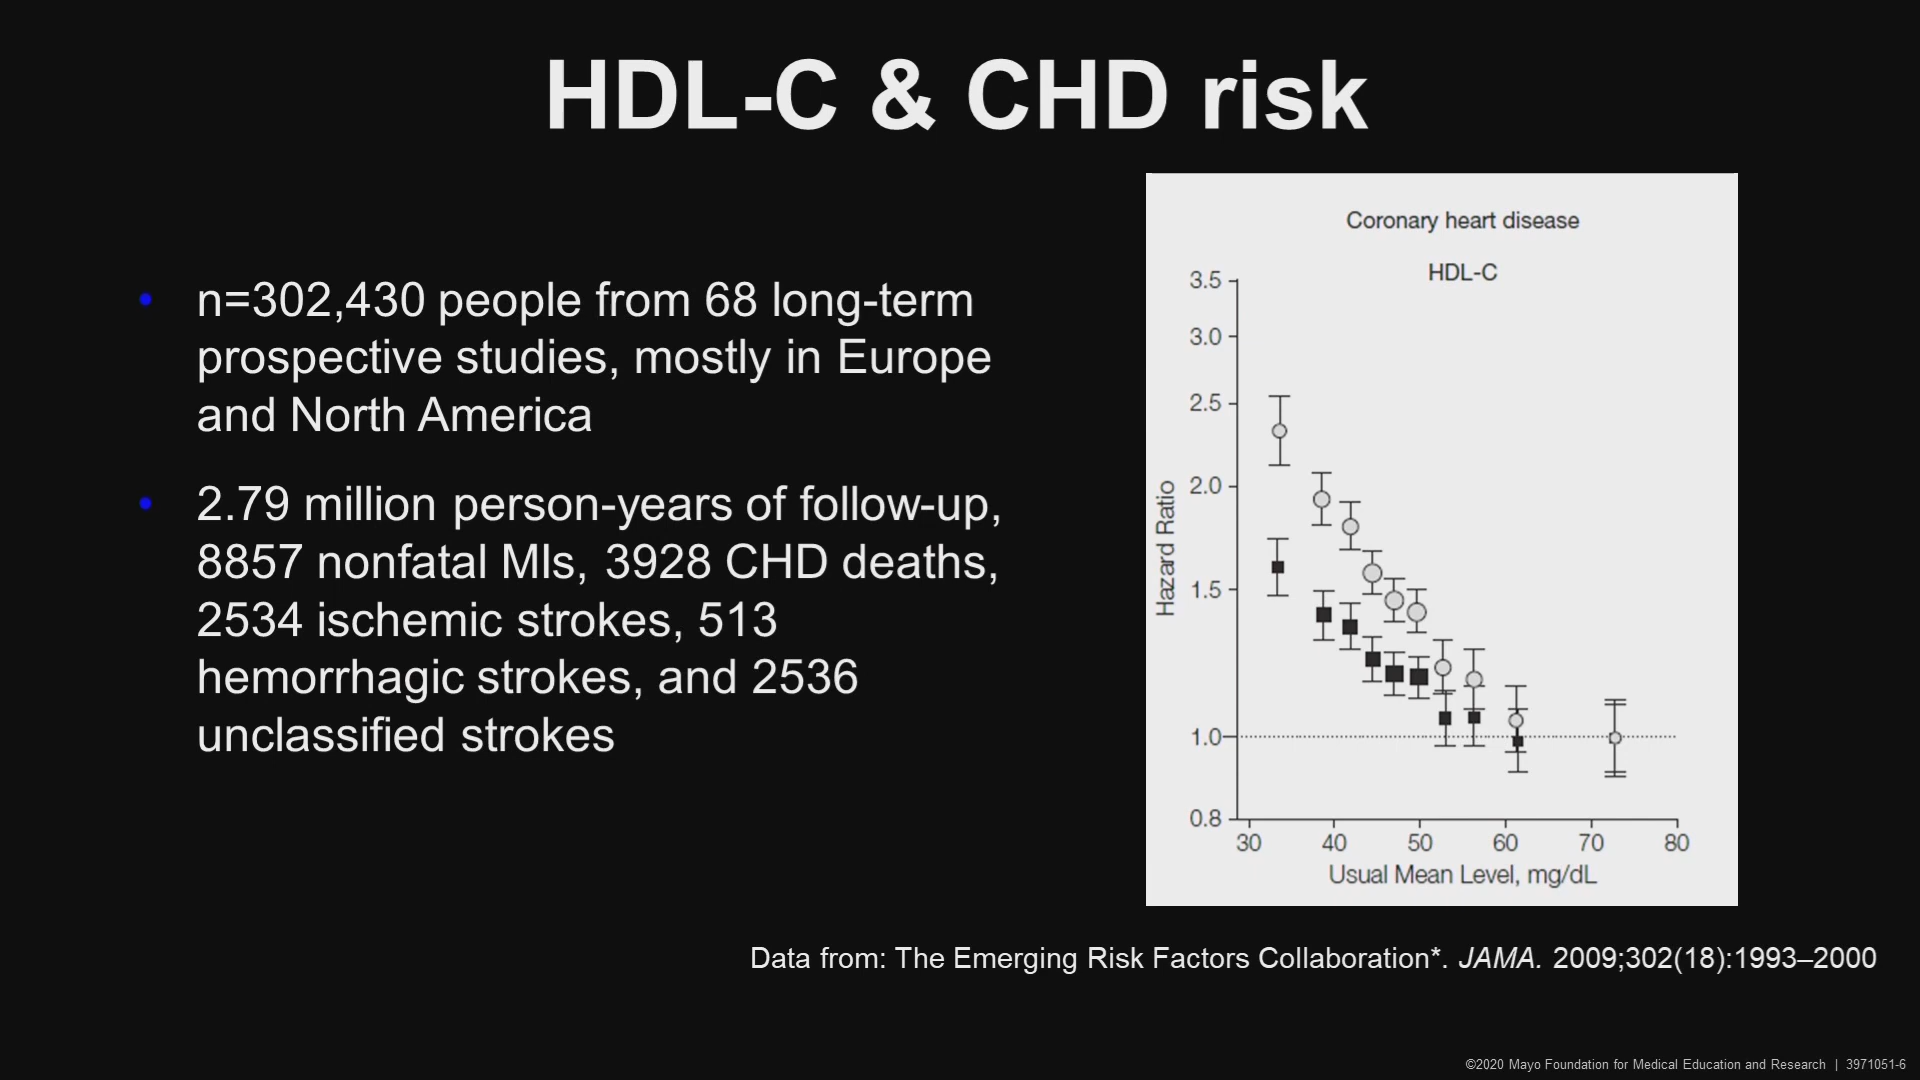 HDL-C & CHD risk
• n=302,430 people from 68 long-term
prospective studies, mostly in Europe
and North America
• 2.79 million person-years of follow-up,
8857 nonfatal MIs, 3928 CHD deaths,
2534 ischemic strokes, 513
hemorrhagic strokes, and 2536
unclassified strokes
Coronary heart disease
HDL-C
3.5
3.0
2.5
2.0
1.5
1.0
0.8
Hazard Ratio
30 40 50 60 70 80
Usual Mean Level, mg/dL
Data from: The Emerging Risk Factors Collaboration*. JAMA. 2009;302(18):1993–2000
©2020 Mayo Foundation for Medical Education and Research | 3971051-6